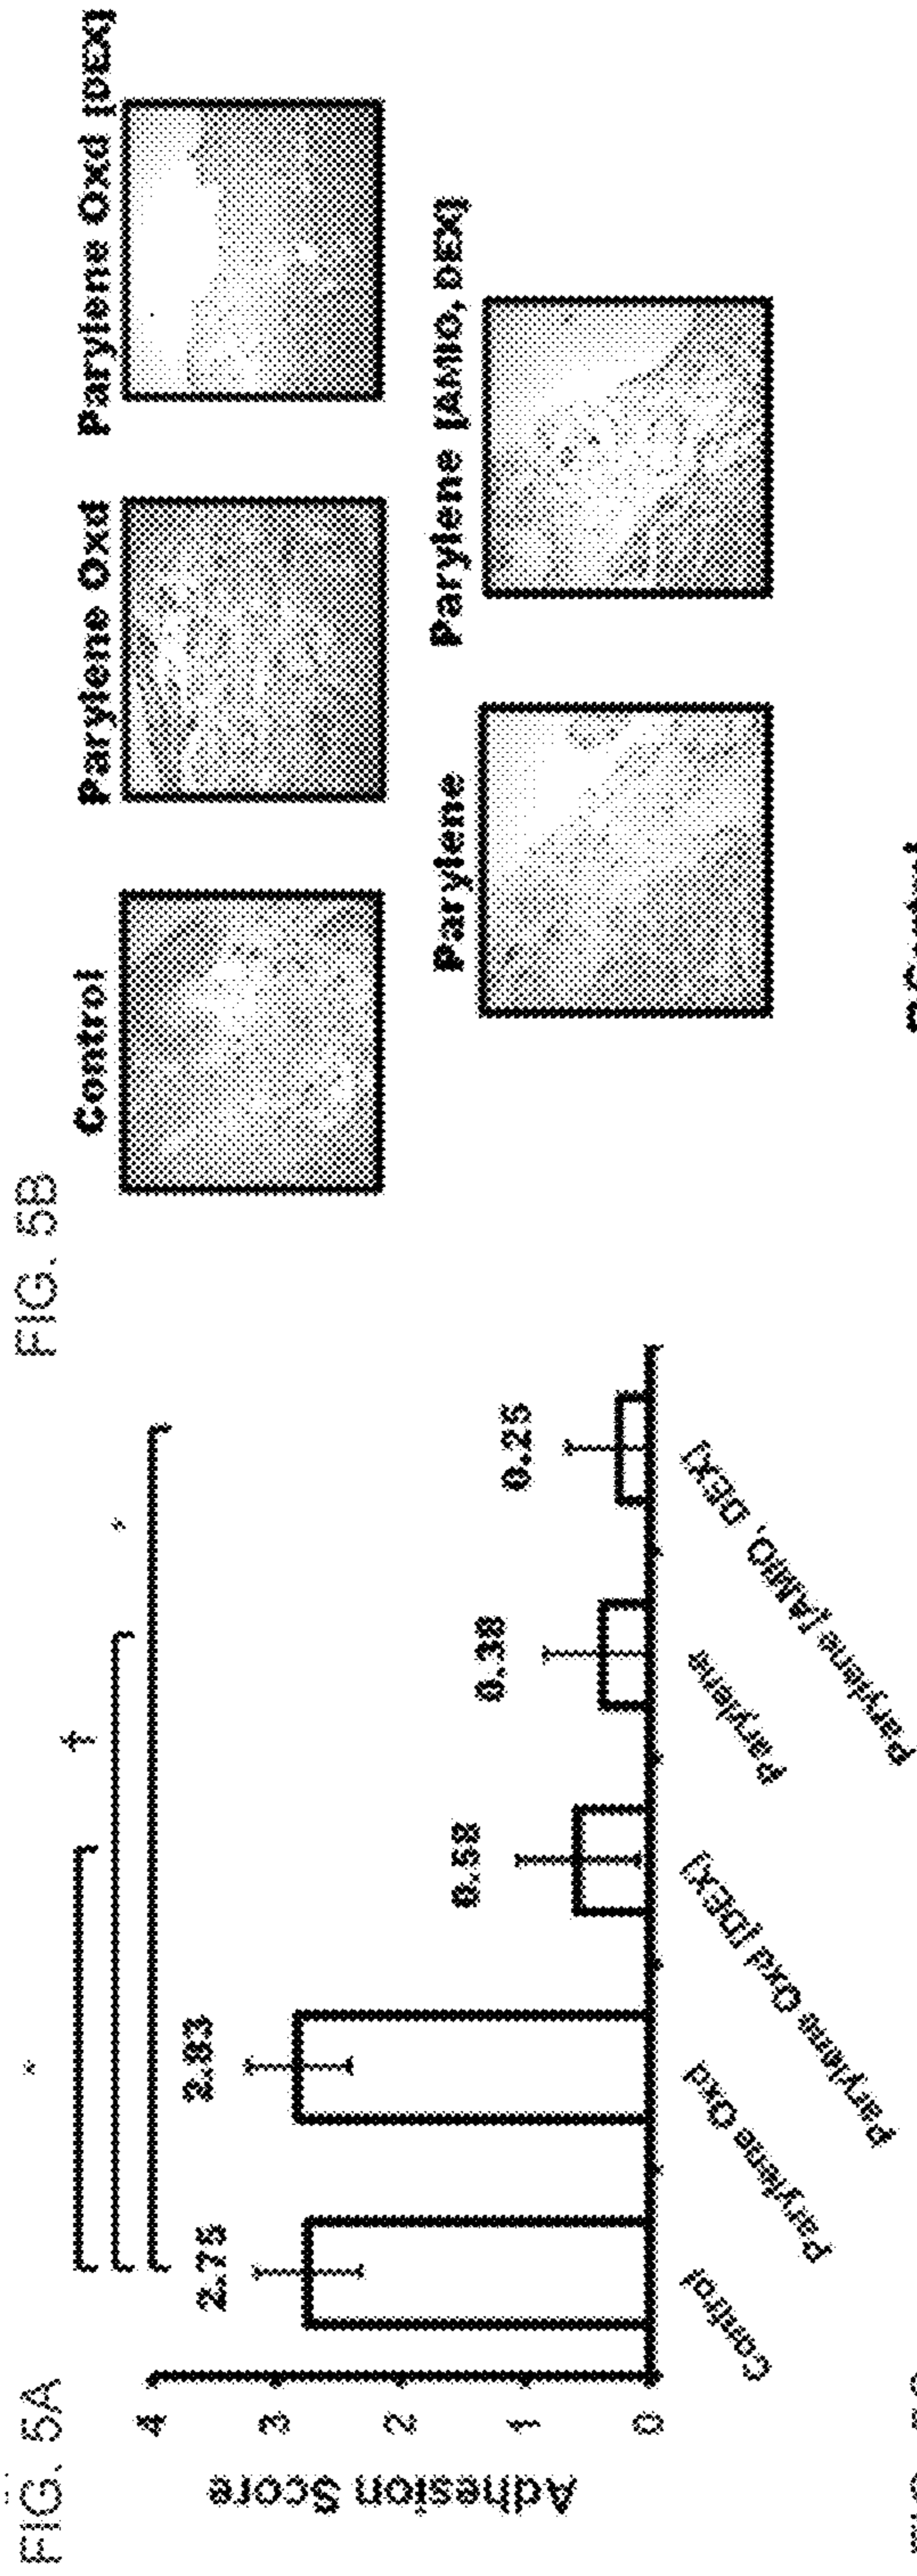 FIG. 5A
Adhesion Score
4
3
2
1
0
*
†
*
2.75
2.83
0.58
0.38
0.25
Control
Parylene Oxd
Parylene Oxd [DEX]
Parylene
Parylene [AMIO, DEX]
FIG. 5B
Control
Parylene Oxd
Parylene Oxd [DEX]
Parylene
Parylene [AMIO, DEX]